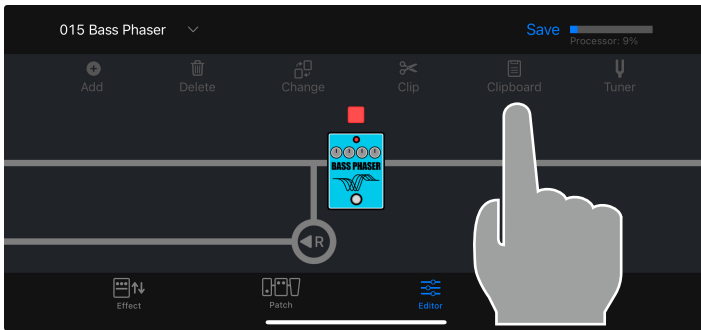 015 Bass Phaser
Save
Processor: 9%
Add
Delete
Change
Clip
Clipboard
Tuner
BASS PHASER
R
Effect
Patch
Editor